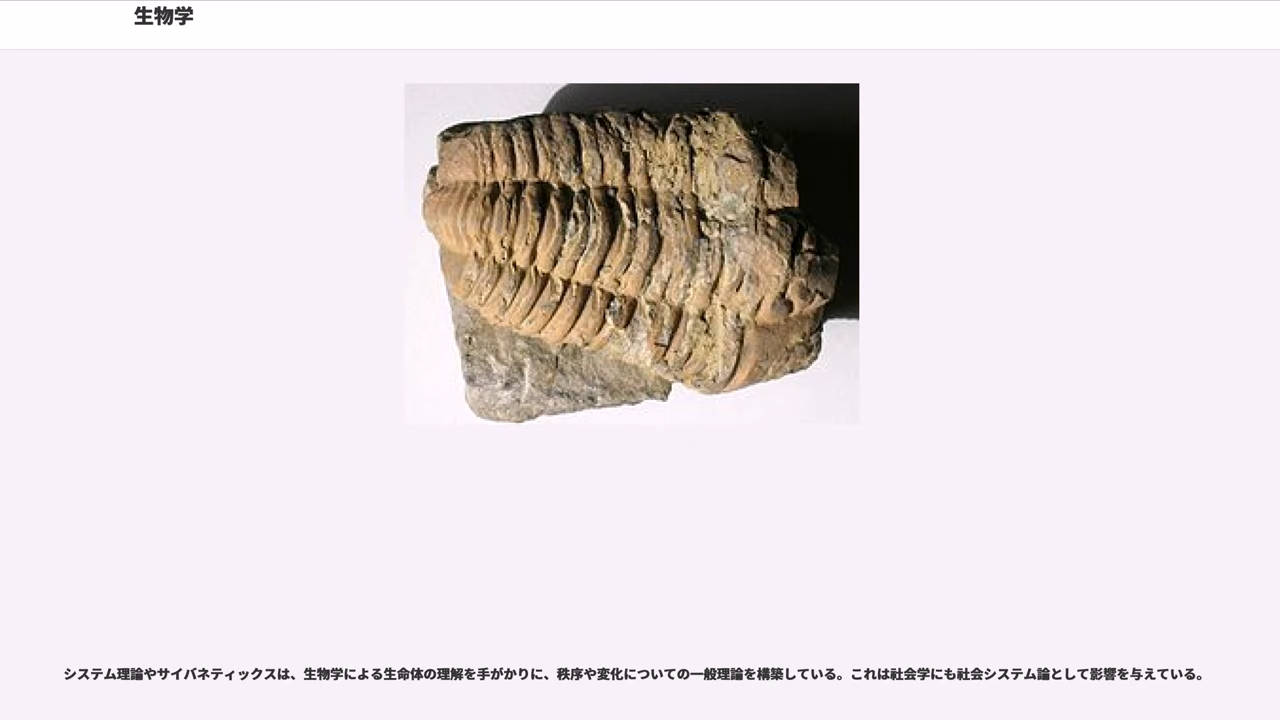 生物学
システム理論やサイバネティックスは、生物学による生命体の理解を手がかりに、秩序や変化についての一般理論を構築している。これは社会学にも社会システム論として影響を与えている。